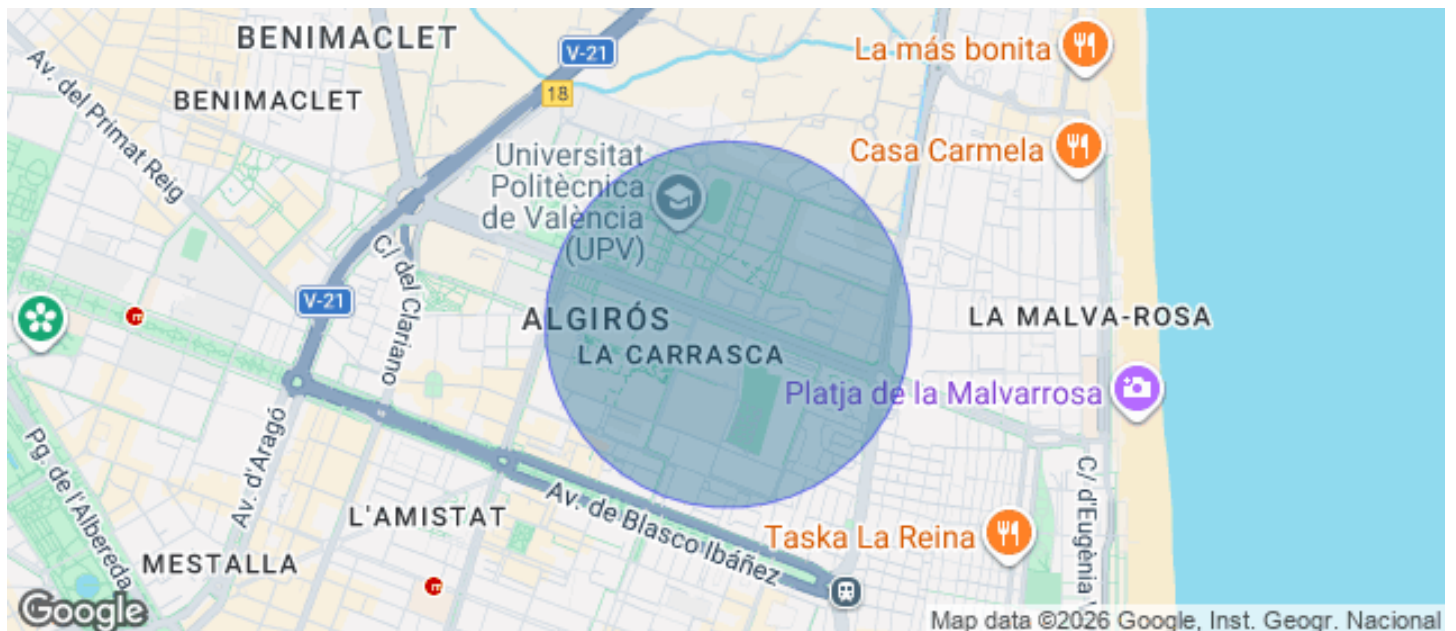 BENIMACLET
V-21
La más bonita
Av. del Primat Reig
BENIMACLET
18
Casa Carmela
Universitat
Politècnica
de València
(UPV)
C/ del Clariano
V-21
ALGIRÓS
LA MALVA-ROSA
LA CARRASCA
Platja de la Malvarrosa
Av. d'Aragó
Pg. de l'Albereda
C/ d'Eugènia V
L'AMISTAT
Av. de Blasco Ibáñez
Taska La Reina
MESTALLA
Google
Map data ©2026 Google, Inst. Geogr. Nacional